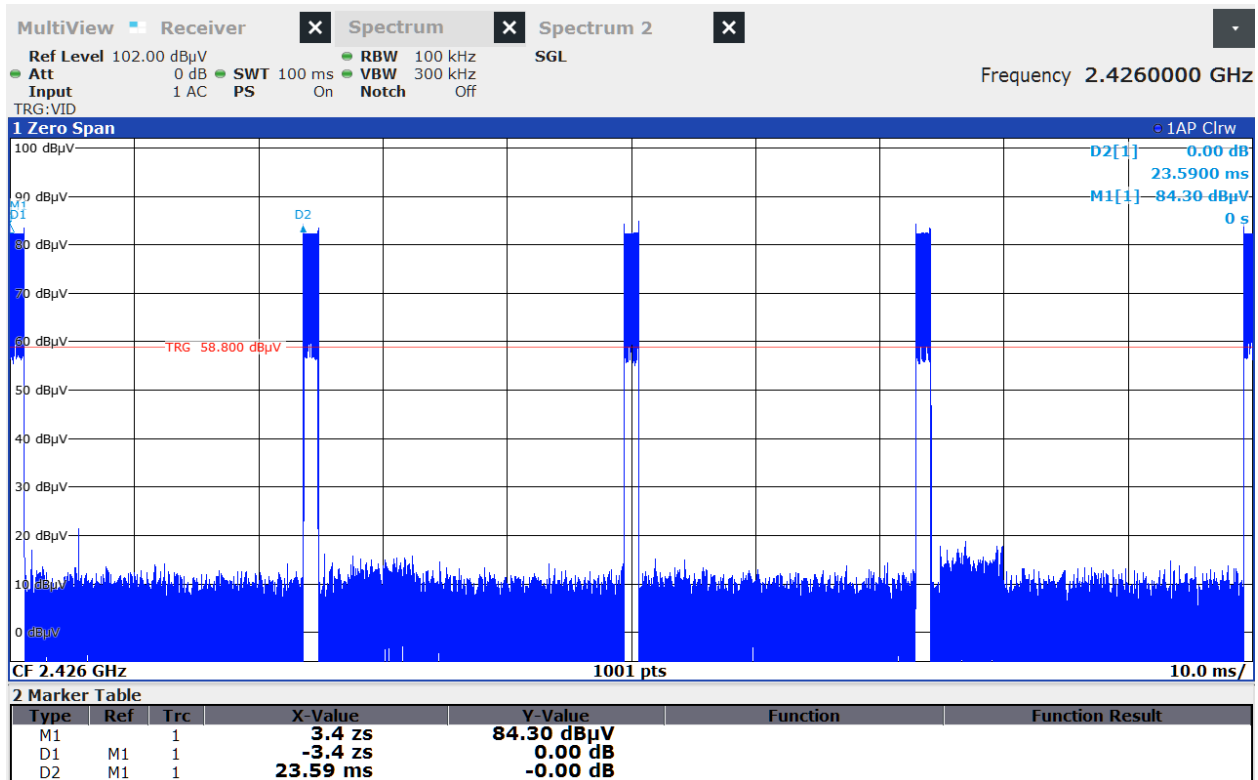 MultiView Receiver X Spectrum X Spectrum 2 X
Ref Level 102.00 dBµV RBW 100 kHz SGL
Att 0 dB SWT 100 ms VBW 300 kHz Frequency 2.4260000 GHz
Input 1 AC PS On Notch Off
TRG:VID
1 Zero Span 1AP Clrw
100 dBµV
D2[1] 0.00 dB
23.5900 ms
90 dBµV
M1[1] 84.30 dBµV
M1
D1 D2 0 s
80 dBµV
70 dBµV
60 dBµV
TRG 58.800 dBµV
50 dBµV
40 dBµV
30 dBµV
20 dBµV
10 dBµV
0 dBµV
CF 2.426 GHz 1001 pts 10.0 ms/
2 Marker Table
Type Ref Trc X-Value Y-Value Function Function Result
M1 1 3.4 zs 84.30 dBµV
D1 M1 1 -3.4 zs 0.00 dB
D2 M1 1 23.59 ms -0.00 dB